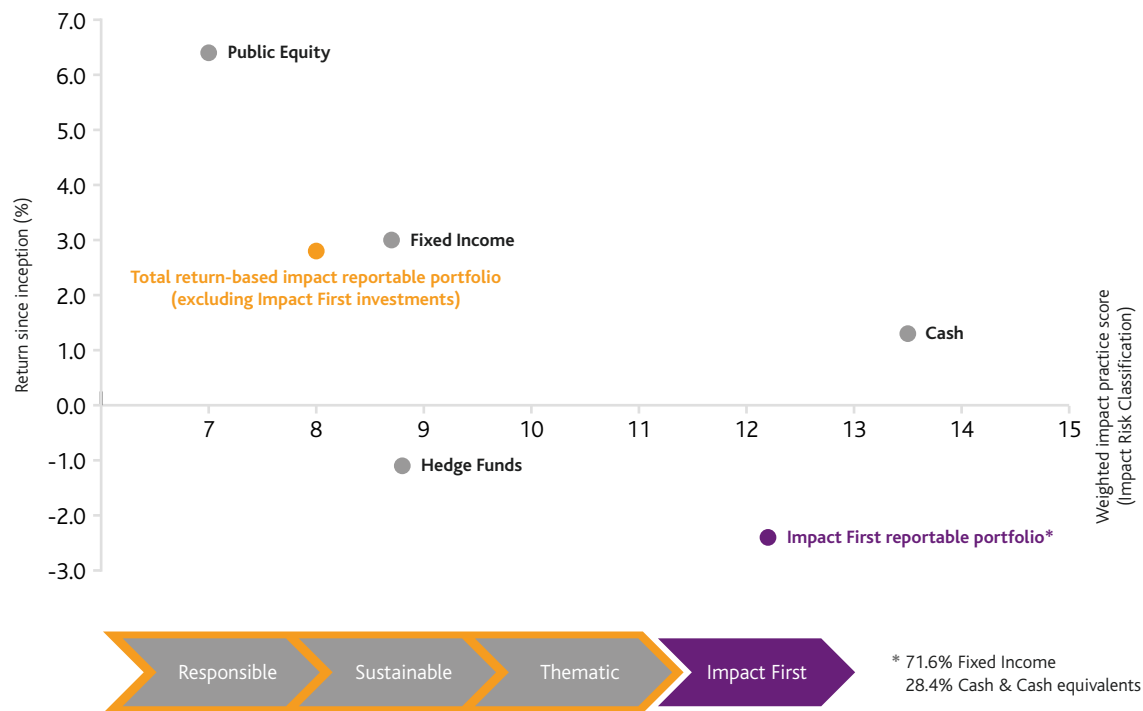 7.0
Public Equity
6.0
5.0
4.0
Return since inception (%)
3.0
Fixed Income
Total return-based impact reportable portfolio
(excluding Impact First investments)
2.0
1.0
Cash
Weighted impact practice score
(Impact Risk Classification)
0.0
7 8 9 10 11 12 13 14 15
-1.0
Hedge Funds
-2.0
Impact First reportable portfolio*
-3.0
Responsible
Sustainable
Thematic
Impact First
* 71.6% Fixed Income
28.4% Cash & Cash equivalents